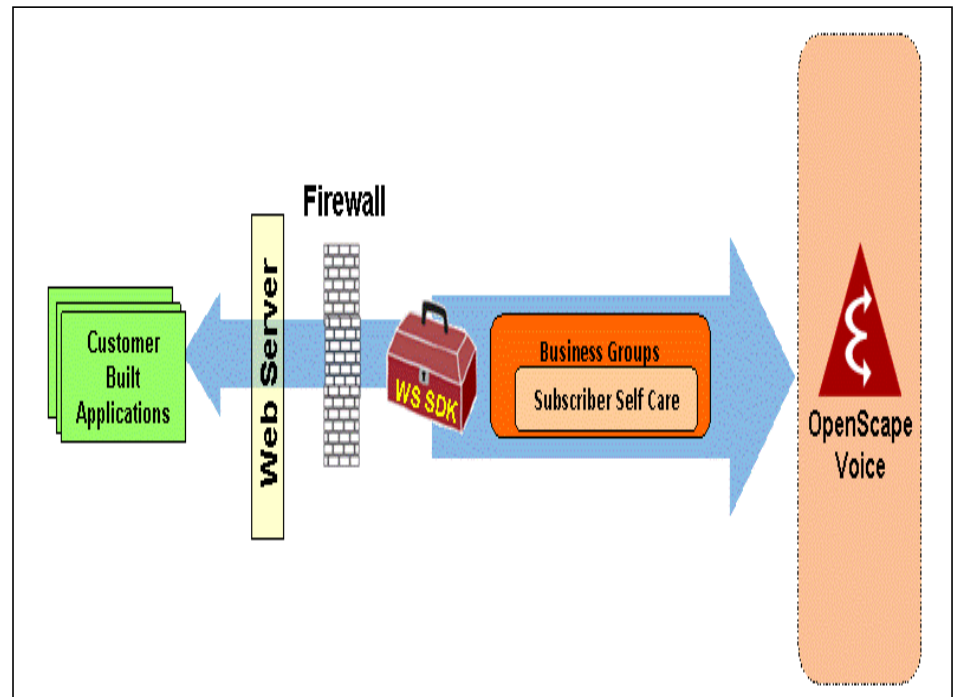 Firewall
Customer
Built
Applications
Web Server
WS SDK
Business Groups
Subscriber Self Care
OpenScape
Voice